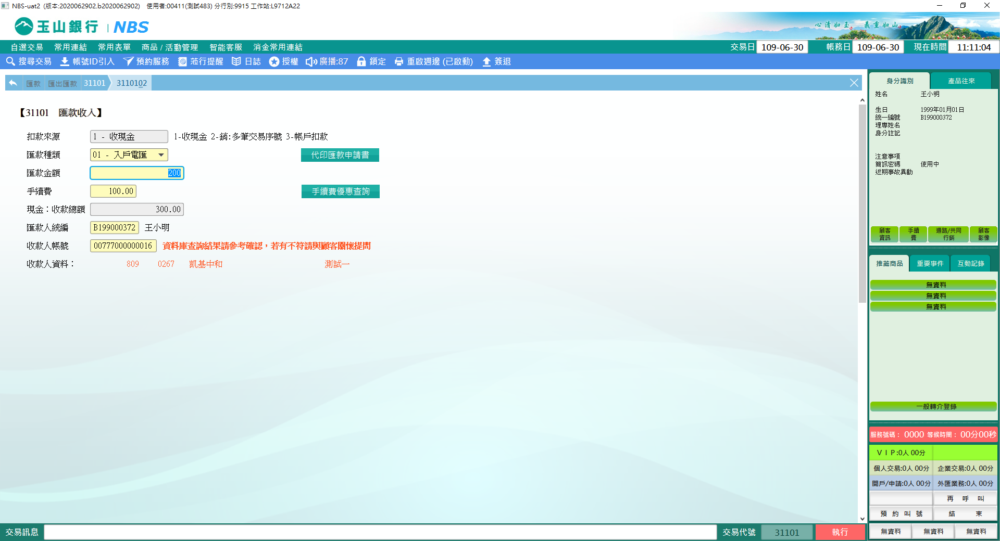 NBS-uat2 (版本:2020062902.b2020062902) 使用者:00411(測試483) 分行別:9915 工作站:L9712A22
玉山銀行 | NBS
心清如玉。 義重如山。
自選交易 常用連結 常用表單 商品 / 活動管理 智能客服 消金常用連結 交易日 109-06-30 帳務日 109-06-30 現在時間 11:11:04
搜尋交易 帳號ID引入 預約服務 蒞行提醒 日誌 授權 廣播:87 鎖定 重啟週邊 (已啟動) 簽退
匯款 匯出匯款 31101 3110102
【31101 匯款收入】
扣款來源 1 - 收現金 1-收現金 2-銷:多筆交易序號 3-帳戶扣款
匯款種類 01 - 入戶電匯 代印匯款申請書
匯款金額 200
手續費 100.00 手續費優惠查詢
現金：收款總額 300.00
匯款人統編 B199000372 王小明
收款人帳號 00777000000016 資料庫查詢結果請參考確認，若有不符請與顧客關懷提問
收款人資料： 809 0267 凱基中和 測試一
身分識別 產品往來
姓名 王小明
生日 1999年01月01日
統一編號 B199000372
理專姓名
身分註記
注意事項
簡訊密碼 使用中
近期事故異動
顧客資訊 手續費 通路/共同行銷 顧客影像
推薦商品 重要事件 互動記錄
無資料
無資料
無資料
一般轉介登錄
服務號碼： 0000 等候時間： 00分00秒
ＶＩＰ:0人 00分
個人交易:0人 00分 企業交易:0人 00分
開戶/申請:0人 00分 外匯業務:0人 00分
再 呼 叫
預 約 叫 號 結 束
無資料 無資料 無資料
交易訊息 交易代號 31101 執行